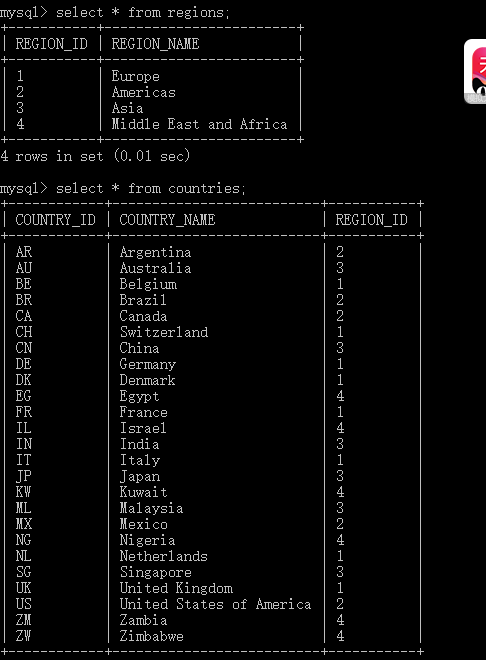 mysql> select * from regions;
+-----------+------------------------+
| REGION_ID | REGION_NAME            |
+-----------+------------------------+
| 1         | Europe                 |
| 2         | Americas               |
| 3         | Asia                   |
| 4         | Middle East and Africa |
+-----------+------------------------+
4 rows in set (0.01 sec)
mysql> select * from countries;
+------------+--------------------------+-----------+
| COUNTRY_ID | COUNTRY_NAME             | REGION_ID |
+------------+--------------------------+-----------+
| AR         | Argentina                | 2         |
| AU         | Australia                | 3         |
| BE         | Belgium                  | 1         |
| BR         | Brazil                   | 2         |
| CA         | Canada                   | 2         |
| CH         | Switzerland              | 1         |
| CN         | China                    | 3         |
| DE         | Germany                  | 1         |
| DK         | Denmark                  | 1         |
| EG         | Egypt                    | 4         |
| FR         | France                   | 1         |
| IL         | Israel                   | 4         |
| IN         | India                    | 3         |
| IT         | Italy                    | 1         |
| JP         | Japan                    | 3         |
| KW         | Kuwait                   | 4         |
| ML         | Malaysia                 | 3         |
| MX         | Mexico                   | 2         |
| NG         | Nigeria                  | 4         |
| NL         | Netherlands              | 1         |
| SG         | Singapore                | 3         |
| UK         | United Kingdom           | 1         |
| US         | United States of America | 2         |
| ZM         | Zambia                   | 4         |
| ZW         | Zimbabwe                 | 4         |
+------------+--------------------------+-----------+